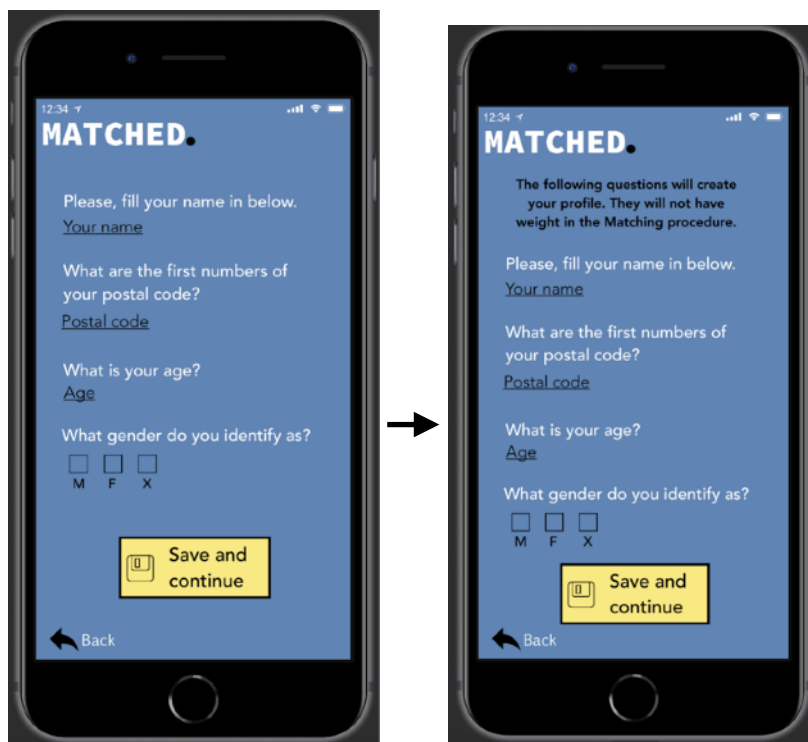 12:34
MATCHED.
Please, fill your name in below.
Your name
What are the first numbers of
your postal code?
Postal code
What is your age?
Age
What gender do you identify as?
M F X
Save and
continue
Back
12:34
MATCHED.
The following questions will create
your profile. They will not have
weight in the Matching procedure.
Please, fill your name in below.
Your name
What are the first numbers of
your postal code?
Postal code
What is your age?
Age
What gender do you identify as?
M F X
Save and
continue
Back